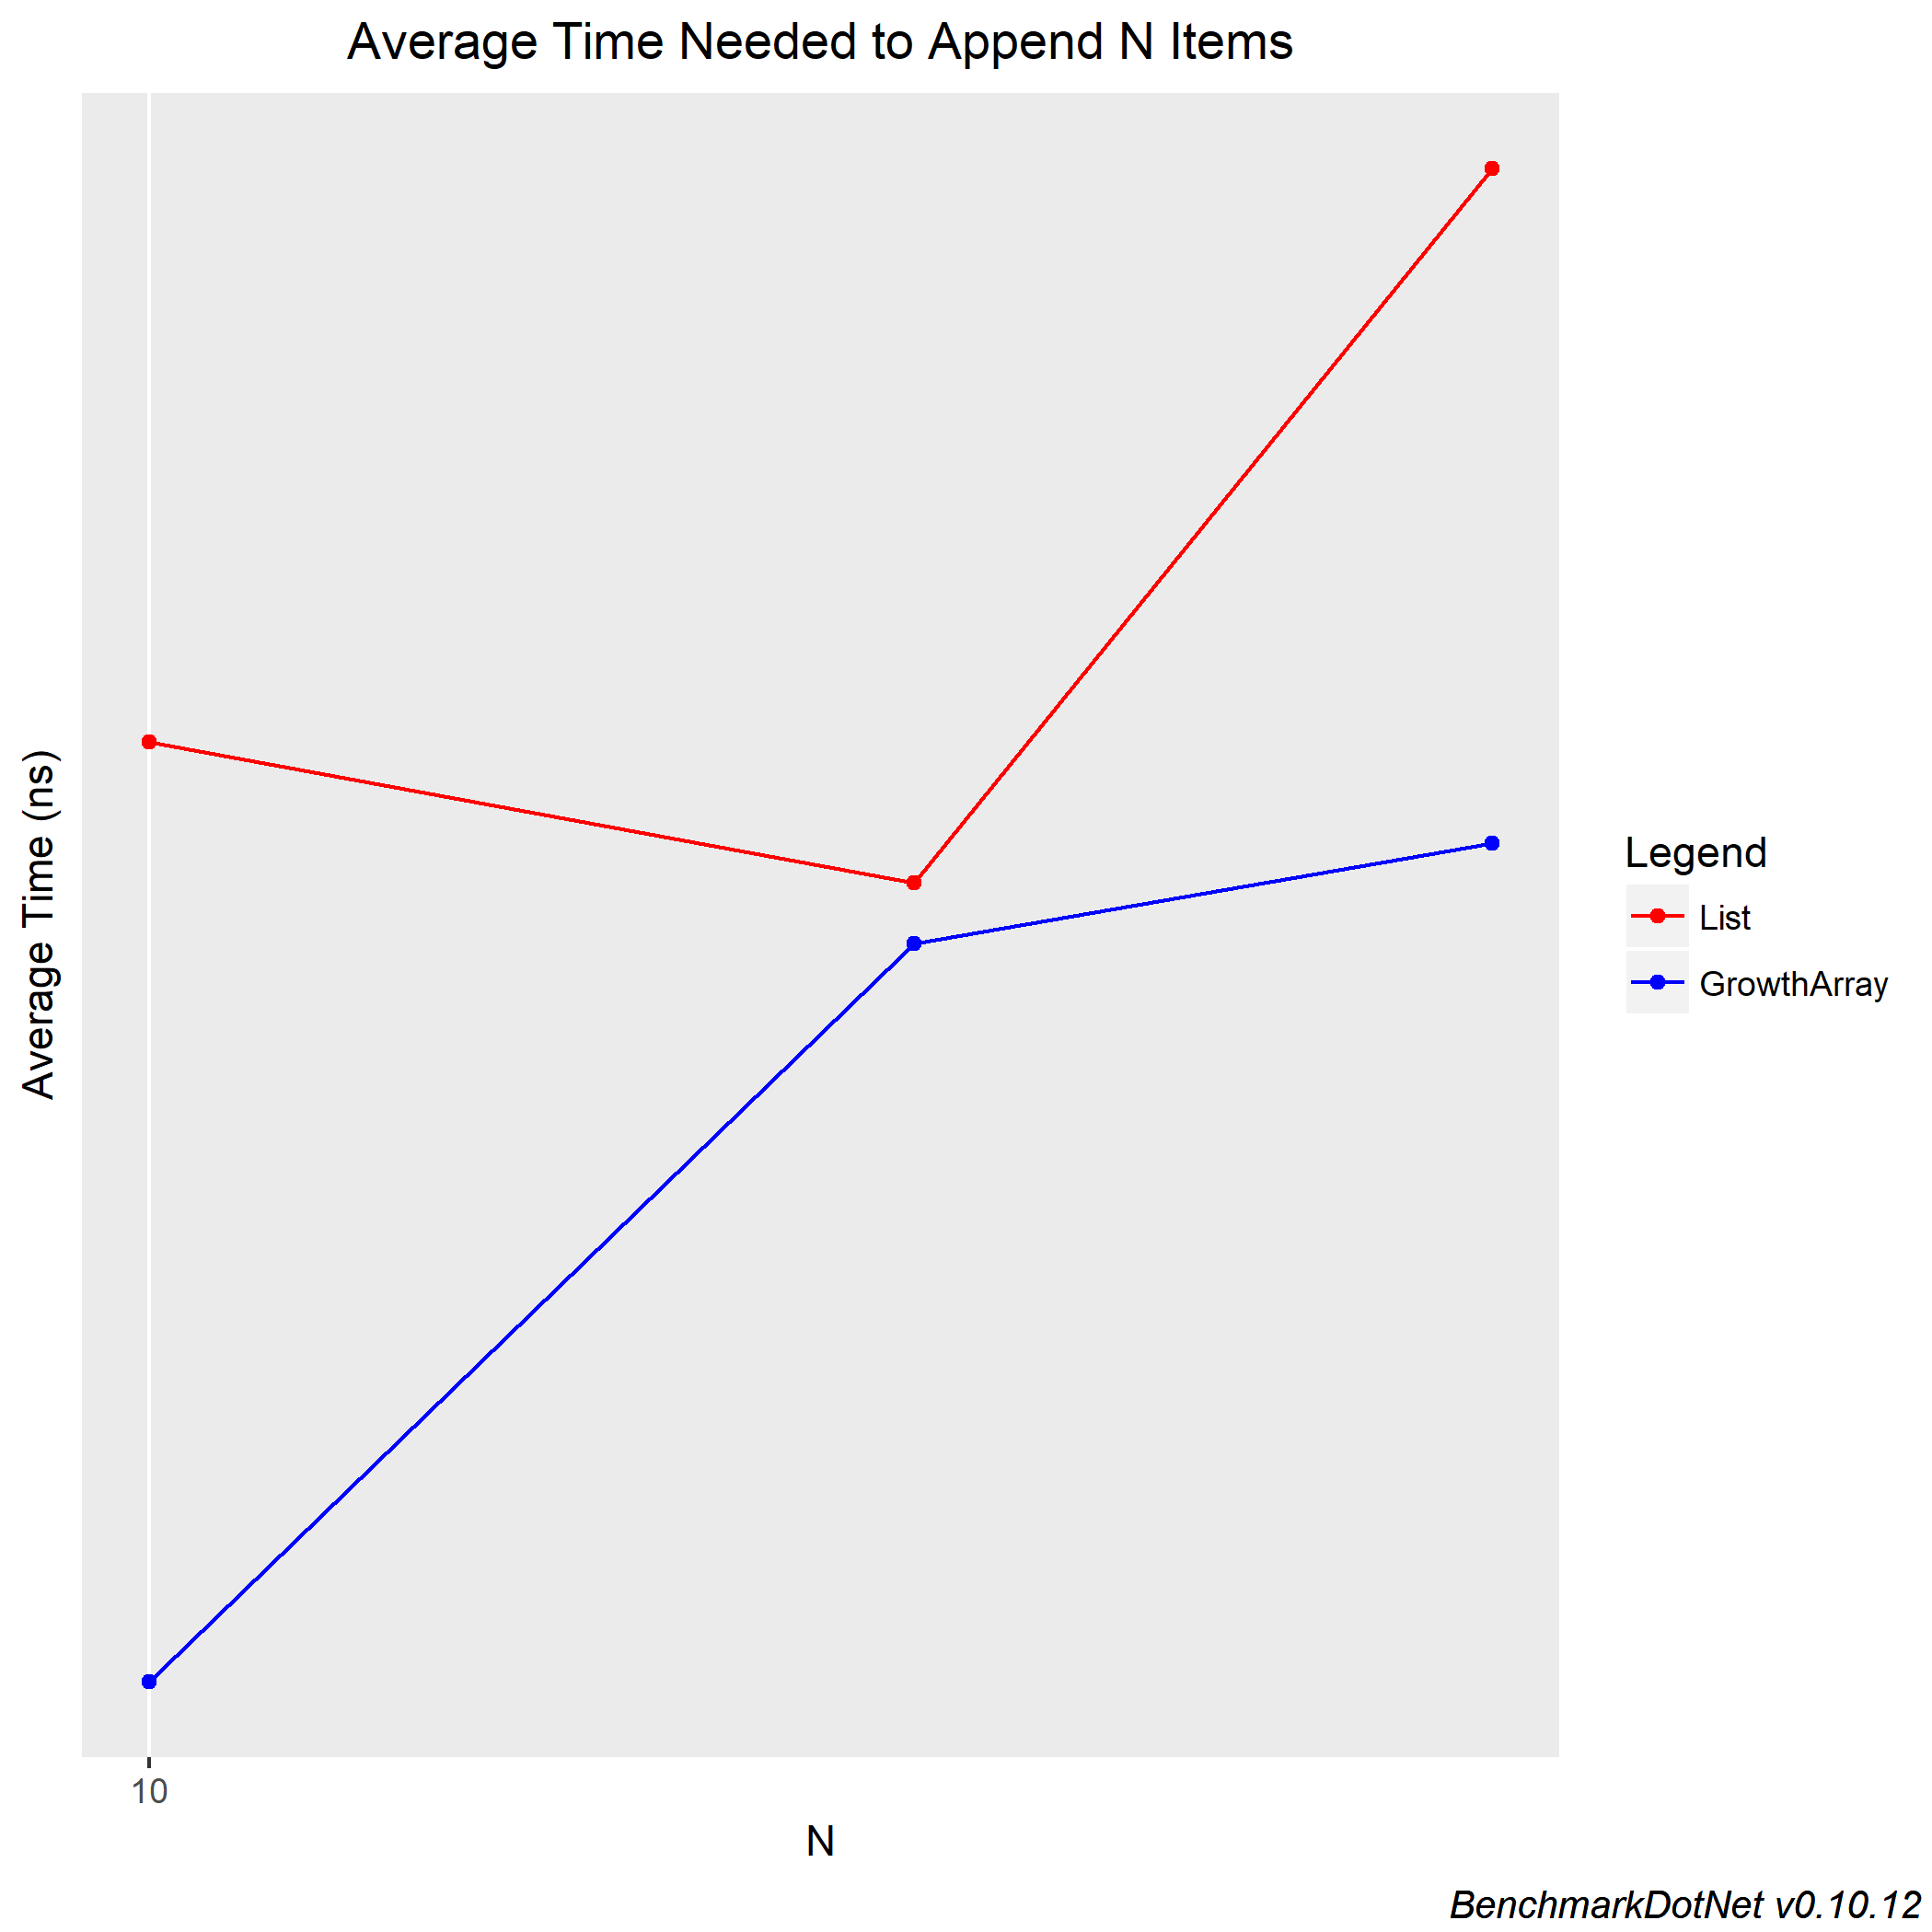 Average Time Needed to Append N Items
Average Time (ns)
Legend
List
GrowthArray
10
N
BenchmarkDotNet v0.10.12